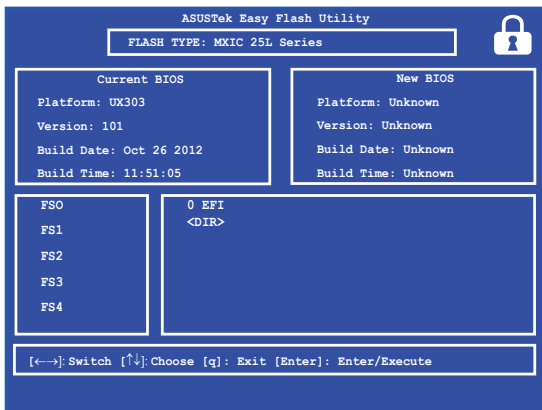 ASUSTek Easy Flash Utility
FLASH TYPE: MXIC 25L Series
Current BIOS
Platform: UX303
Version: 101
Build Date: Oct 26 2012
Build Time: 11:51:05
New BIOS
Platform: Unknown
Version: Unknown
Build Date: Unknown
Build Time: Unknown
FSO
FS1
FS2
FS3
FS4
0 EFI
<DIR>
[←→]: Switch [↑↓]: Choose [q]: Exit [Enter]: Enter/Execute